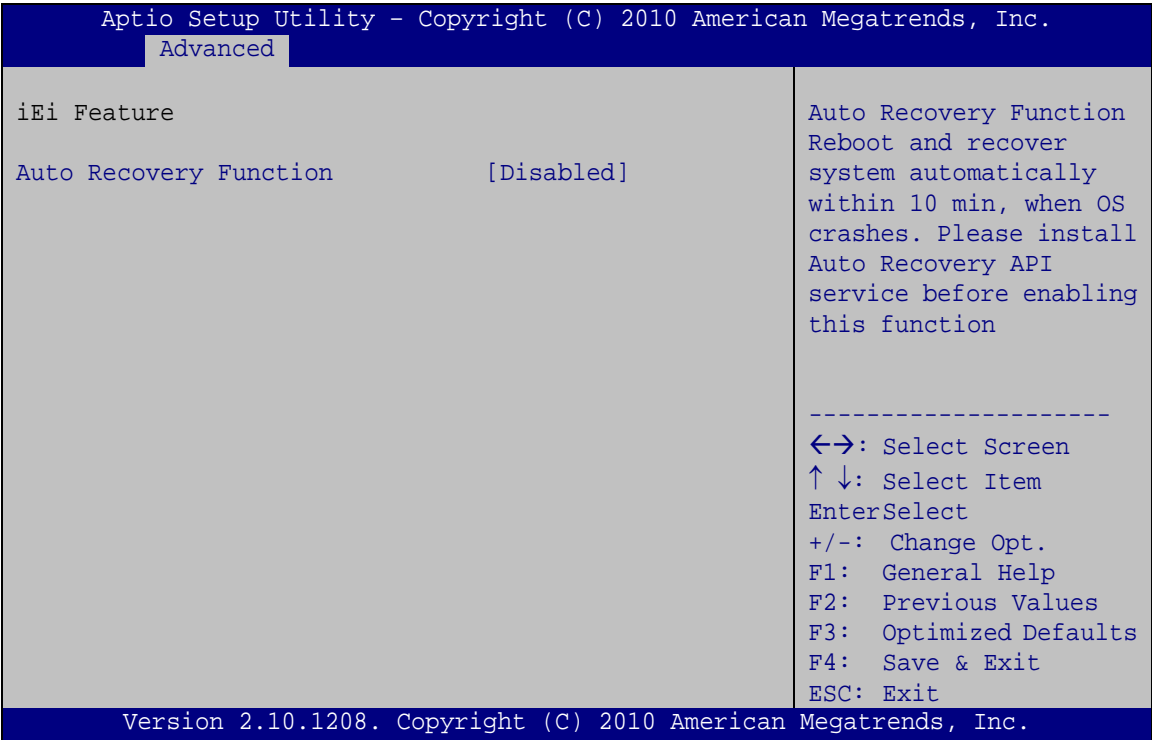 Aptio Setup Utility – Copyright (C) 2010 American Megatrends, Inc.
Advanced
iEi Feature
Auto Recovery Function [Disabled]
Auto Recovery Function
Reboot and recover
system automatically
within 10 min, when OS
crashes. Please install
Auto Recovery API
service before enabling
this function
---------------------
←→: Select Screen
↑ ↓: Select Item
EnterSelect
+/-: Change Opt.
F1: General Help
F2: Previous Values
F3: Optimized Defaults
F4: Save & Exit
ESC: Exit
Version 2.10.1208. Copyright (C) 2010 American Megatrends, Inc.